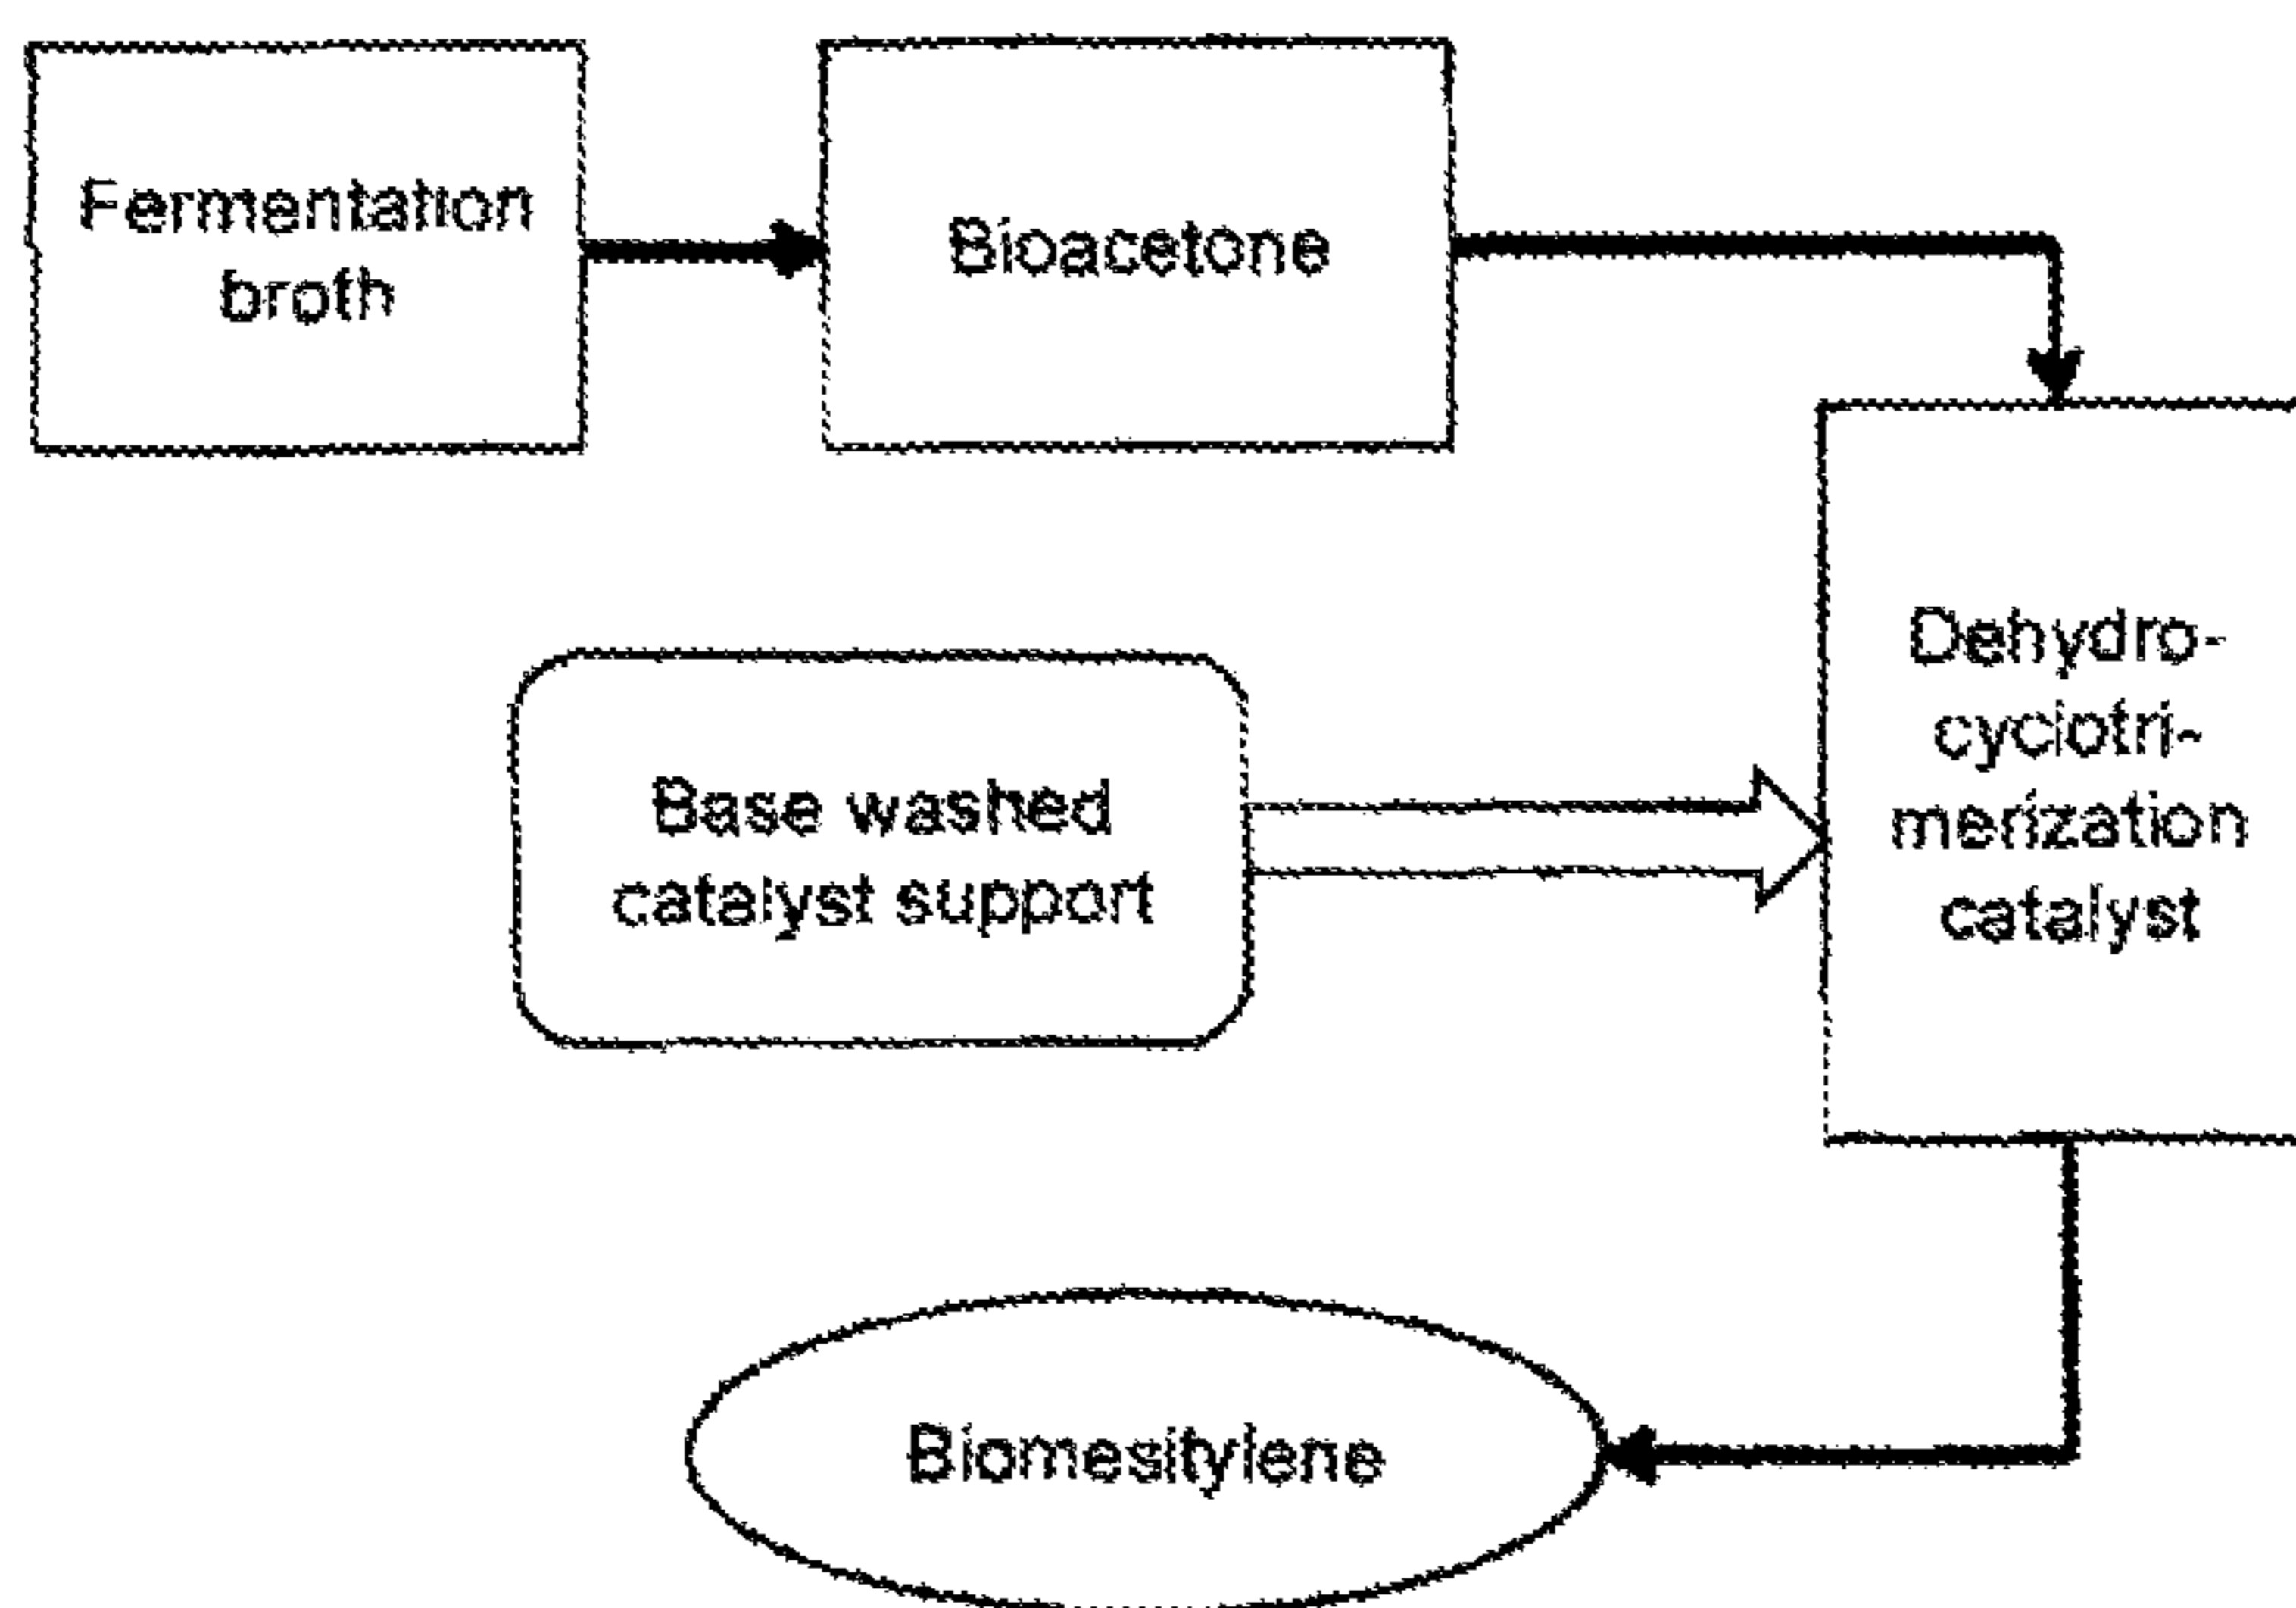 Fermentation
broth
Bioacetone
Dehydro-
cyclotri-
merization
catalyst
Base washed
catalyst support
Biomesitylene